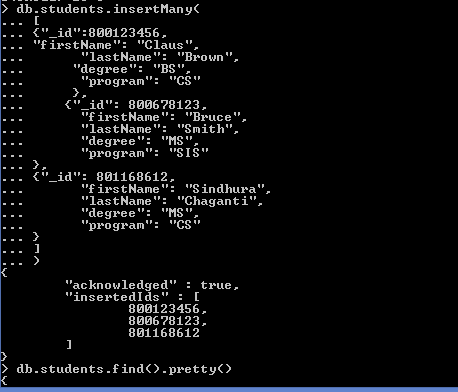 > db.students.insertMany(
... [
... {"_id":800123456,
... "firstName": "Claus",
...       "lastName": "Brown",
...      "degree": "BS",
...       "program": "CS"
...      },
...     {"_id": 800678123,
...       "firstName": "Bruce",
...       "lastName": "Smith",
...       "degree": "MS",
...       "program": "SIS"
... },
... {"_id": 801168612,
...       "firstName": "Sindhura",
...       "lastName": "Chaganti",
...       "degree": "MS",
...       "program": "CS"
... }
... ]
... )
{
        "acknowledged" : true,
        "insertedIds" : [
                800123456,
                800678123,
                801168612
        ]
}
> db.students.find().pretty()
{